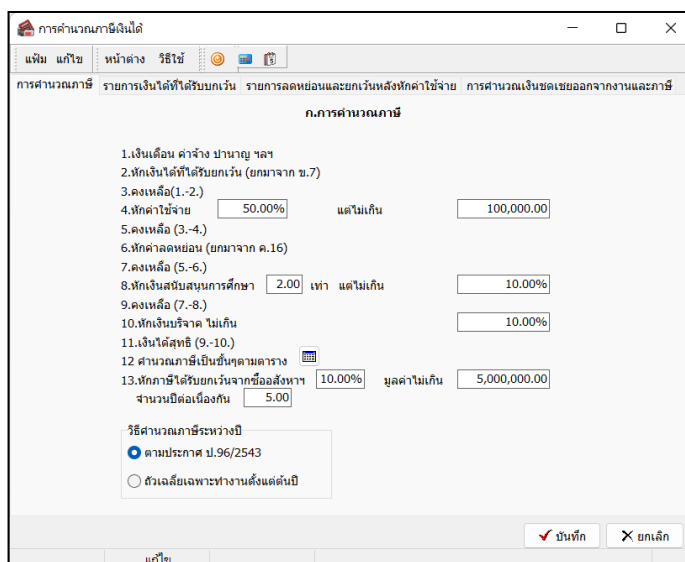 การคำนวณภาษีเงินได้
แฟ้ม แก้ไข หน้าต่าง วิธีใช้
การคำนวณภาษี รายการเงินได้ที่ได้รับยกเว้น รายการลดหย่อนและยกเว้นหลังหักค่าใช้จ่าย การคำนวณเงินชดเชยออกจากงานและภาษี
ก.การคำนวณภาษี
1.เงินเดือน ค่าจ้าง บำนาญ ฯลฯ
2.หักเงินได้ที่ได้รับยกเว้น (ยกมาจาก ข.7)
3.คงเหลือ(1.-2.)
4.หักค่าใช้จ่าย 50.00% แต่ไม่เกิน 100,000.00
5.คงเหลือ (3.-4.)
6.หักค่าลดหย่อน (ยกมาจาก ค.16)
7.คงเหลือ (5.-6.)
8.หักเงินสนับสนุนการศึกษา 2.00 เท่า แต่ไม่เกิน 10.00%
9.คงเหลือ (7.-8.)
10.หักเงินบริจาค ไม่เกิน 10.00%
11.เงินได้สุทธิ (9.-10.)
12 คำนวณภาษีเป็นขั้นๆตามตาราง
13.หักภาษีได้รับยกเว้นจากซื้ออสังหาฯ 10.00% มูลค่าไม่เกิน 5,000,000.00
จำนวนปีต่อเนื่องกัน 5.00
วิธีคำนวณภาษีระหว่างปี
ตามประกาศ ป.96/2543
ถัวเฉลี่ยเฉพาะทำงานตั้งแต่ต้นปี
บันทึก ยกเลิก
แก้ไข